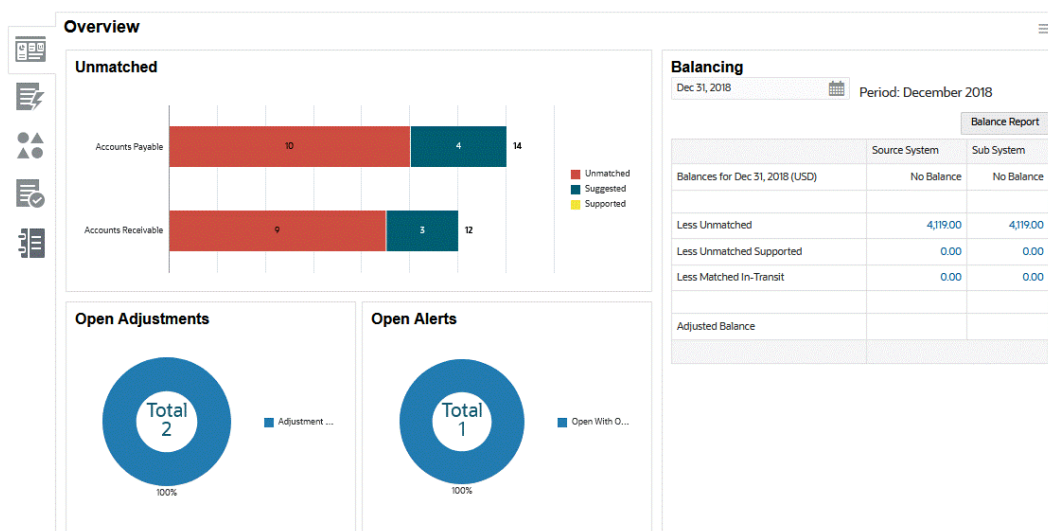 Overview
Unmatched
Accounts Payable 10 4 14
Accounts Receivable 9 3 12
Unmatched
Suggested
Supported
Open Adjustments
Total
2
100%
Adjustment ...
Open Alerts
Total
1
100%
Open With O...
Balancing
Dec 31, 2018 Period: December 2018
Balance Report
Source System Sub System
Balances for Dec 31, 2018 (USD) No Balance No Balance
Less Unmatched 4,119.00 4,119.00
Less Unmatched Supported 0.00 0.00
Less Matched In-Transit 0.00 0.00
Adjusted Balance